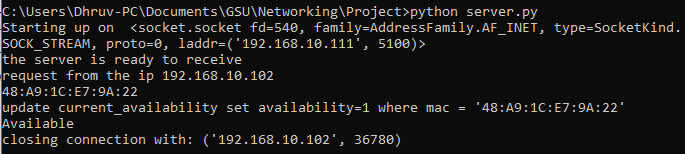 C:\Users\Dhruv-PC\Documents\GSU\Networking\Project>python server.py
Starting up on  <socket.socket fd=540, family=AddressFamily.AF_INET, type=SocketKind.
SOCK_STREAM, proto=0, laddr=('192.168.10.111', 5100)>
the server is ready to receive
request from the ip 192.168.10.102
48:A9:1C:E7:9A:22
update current_availability set availability=1 where mac = '48:A9:1C:E7:9A:22'
Available
closing connection with: ('192.168.10.102', 36780)